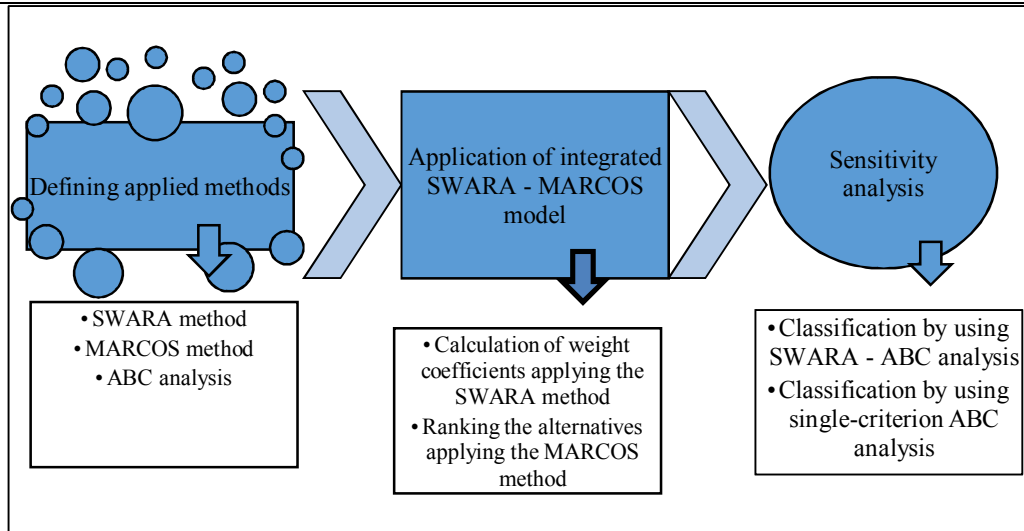 Defining applied methods
• SWARA method
• MARCOS method
• ABC analysis
Application of integrated
SWARA - MARCOS
model
• Calculation of weight
coefficients applying the
SWARA method
• Ranking the alternatives
applying the MARCOS
method
Sensitivity
analysis
• Classification by using
SWARA - ABC analysis
• Classification by using
single-criterion ABC
analysis